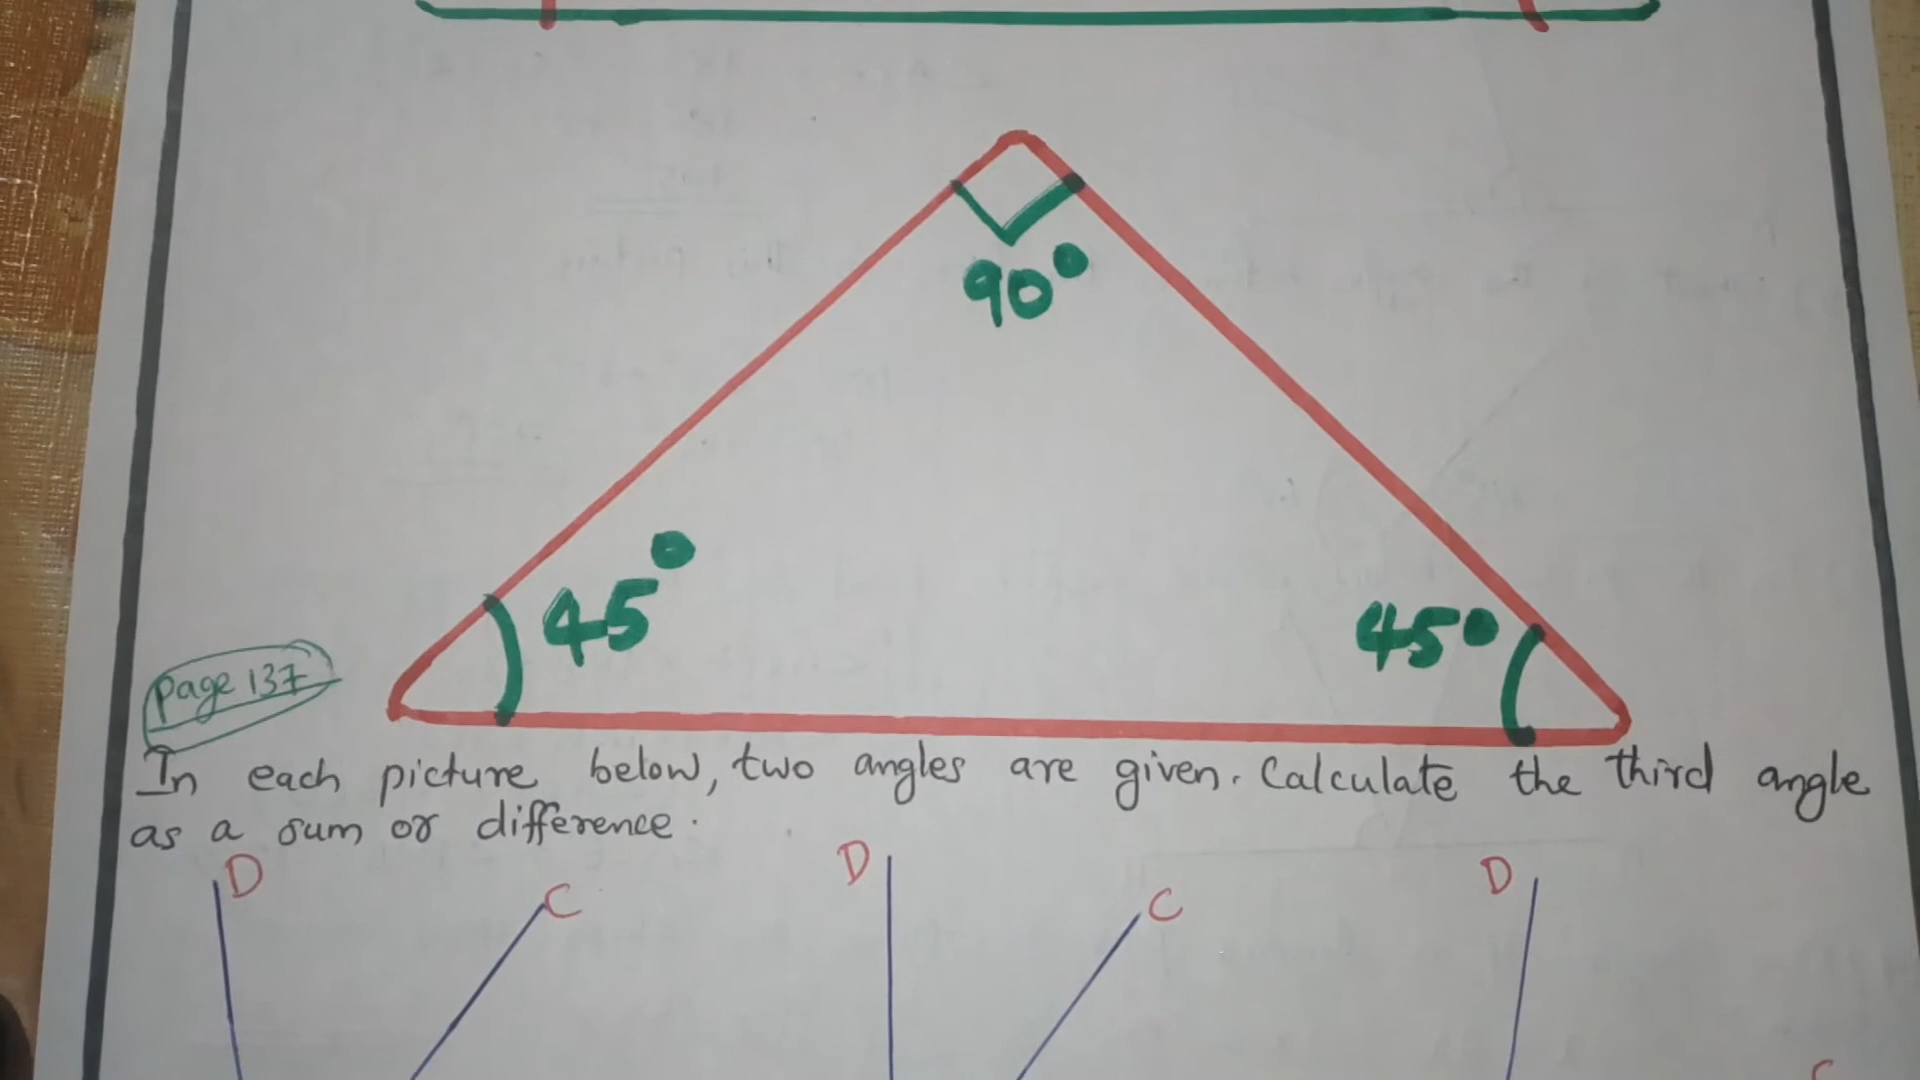 90°
45°
45°
Page 137
In each picture below, two angles are given. Calculate the third angle
as a sum or difference.
D
C
D
C
D
C